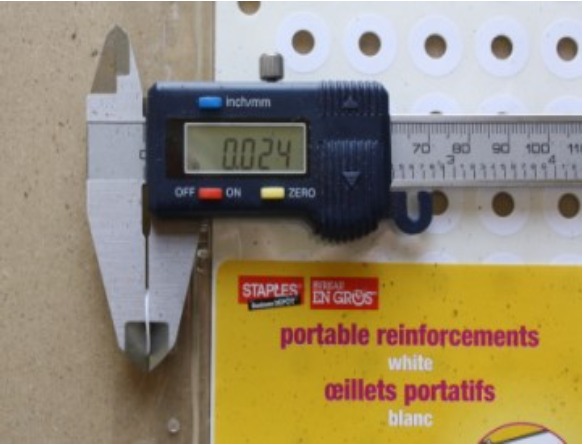 inch/mm
0.024
OFF ON ZERO
70 80 90 100 110
3 4
STAPLES BUREAU
Business DEPOT EN GROS
portable reinforcements
white
œillets portatifs
blanc